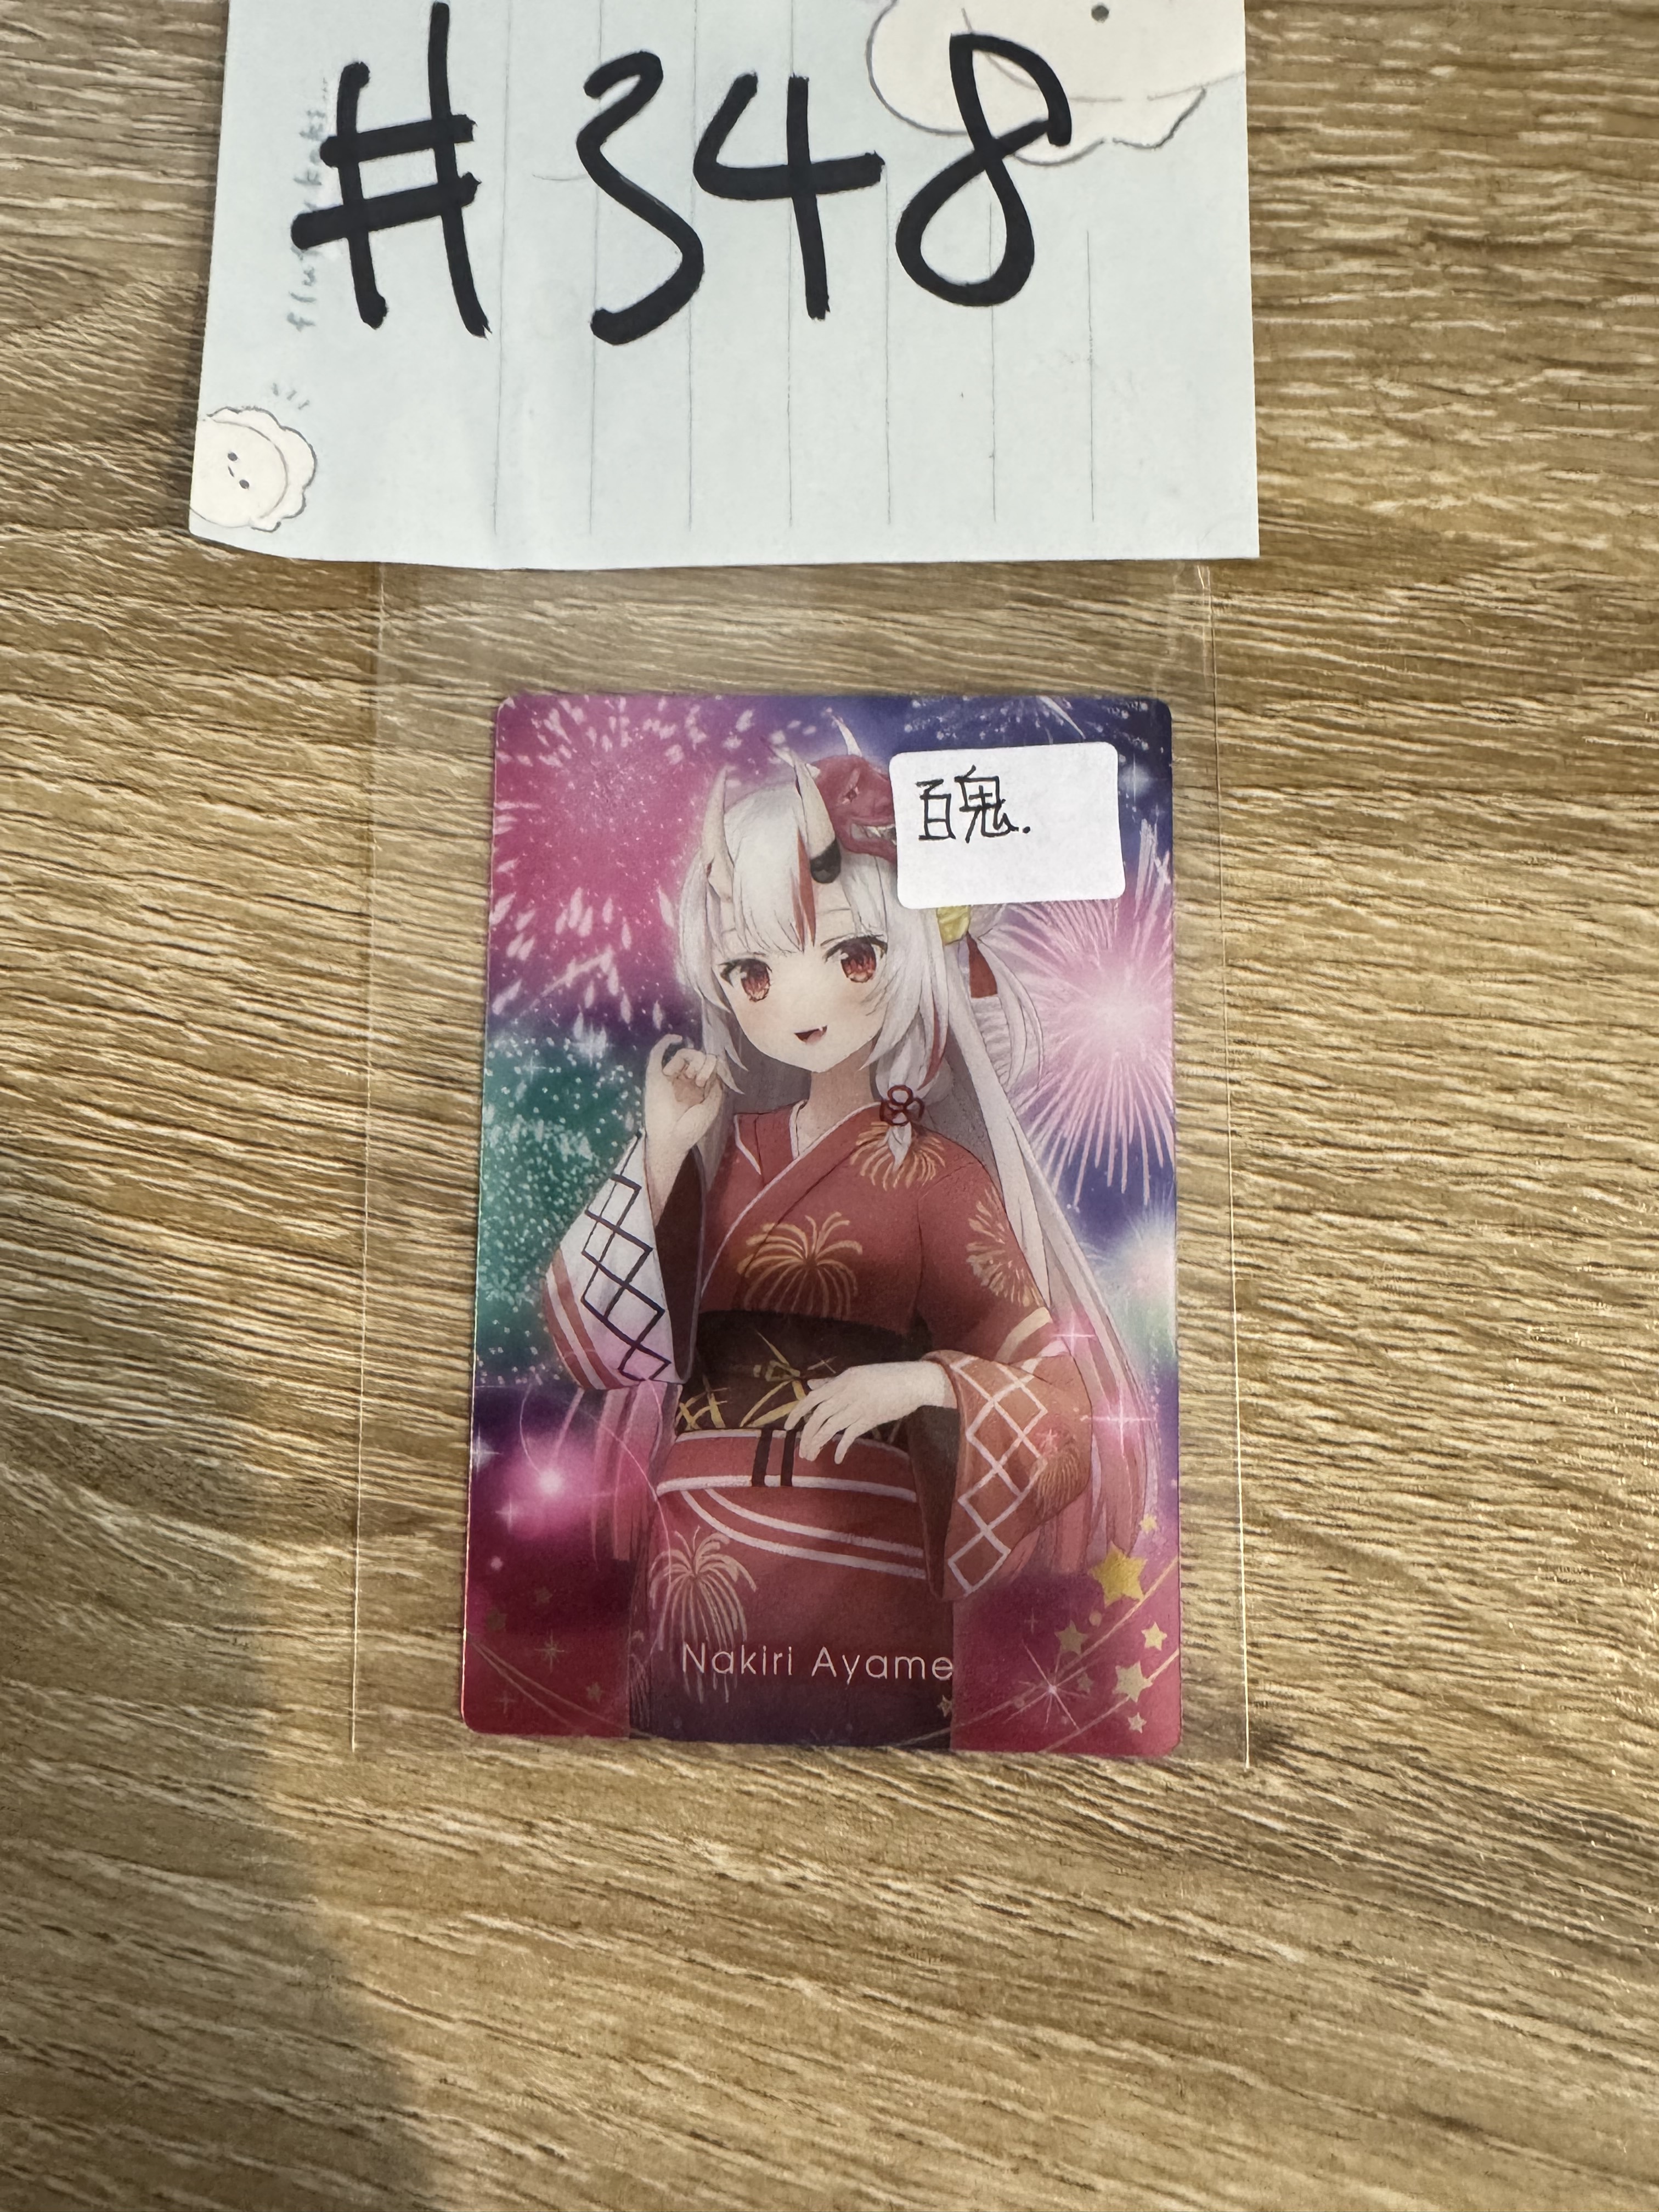 #348
百鬼.
Nakiri Ayame